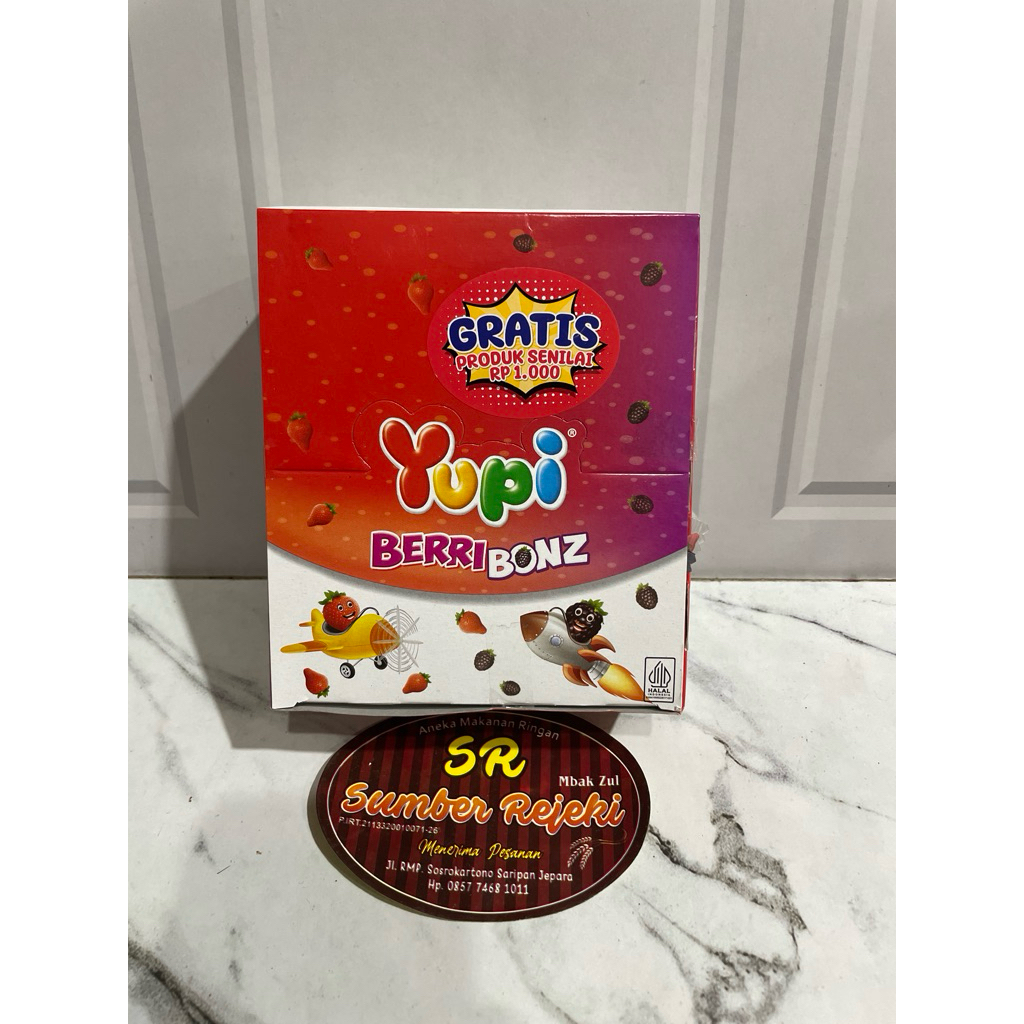 GRATIS
PRODUK SENILAI
RP 1.000
Yupi®
BERRI BONZ
HALAL
INDONESIA
Aneka Makanan Ringan
SR
Mbak Zul
Sumber Rejeki
P.IRT.2113320010071-26
Menerima Pesanan
Jl. RMP. Sosrokartono Saripan Jepara
Hp. 0857 7468 1011